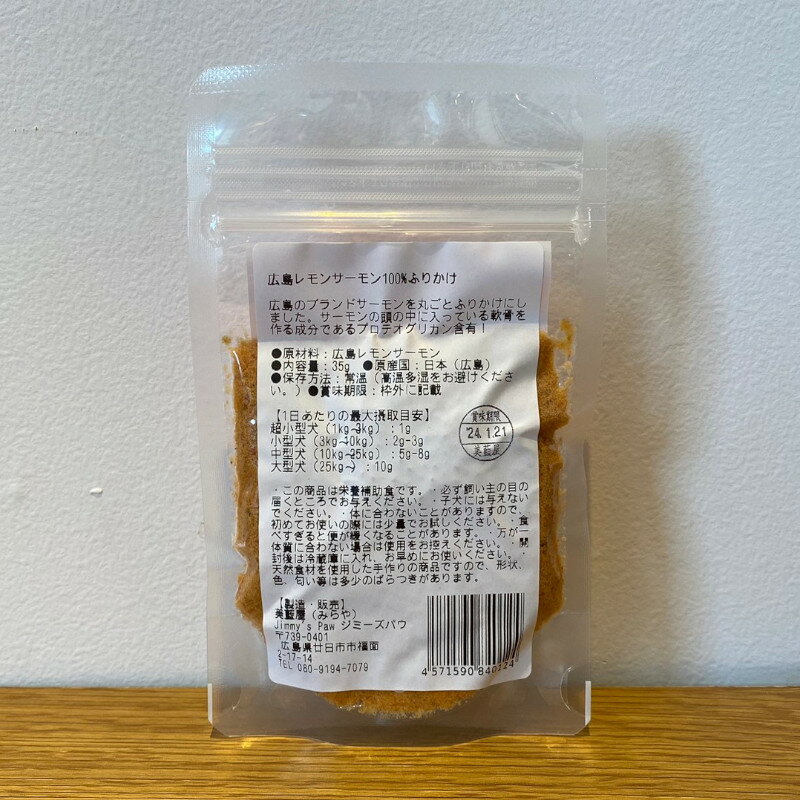 広島レモンサーモン100%ふりかけ
広島のブランドサーモンを丸ごとふりかけにし
ました。サーモンの頭の中に入っている軟骨を
作る成分であるプロテオグリカン含有!
●原材料:広島レモンサーモン
●内容量:35g ●原産国:日本(広島)
●保存方法:常温(高温多湿をお避けくださ
い。)●賞味期限:枠外に記載
【1日あたりの最大摂取目安】
超小型犬(1kg~3kg):1g
小型犬(3kg~10kg):2g-3g
中型犬(10kg~25kg):5g-8g
大型犬(25kg~):10g
賞味期限
'24.1.21
美藍屋
・この商品は栄養補助食です。・必ず飼い主の目の
届くところでお与えください。・子犬には与えない
でください。・体に合わないことがありますので、
初めてお使いの際には少量でお試しください。・食
べすぎると便が緩くなることがあります。・万が一
体質に合わない場合は使用をお控えください。・開
封後は冷蔵庫に入れ、お早めにお使いください。・
天然食材を使用した手作りの商品ですので、形状、
色、匂い等は多少のばらつきがあります。
【製造・販売】
美藍屋(みらや)
Jimmy's Paw ジミーズパウ
〒739-0401
広島県廿日市市福面
2-17-14
TEL 080-9194-7079
4571590840224